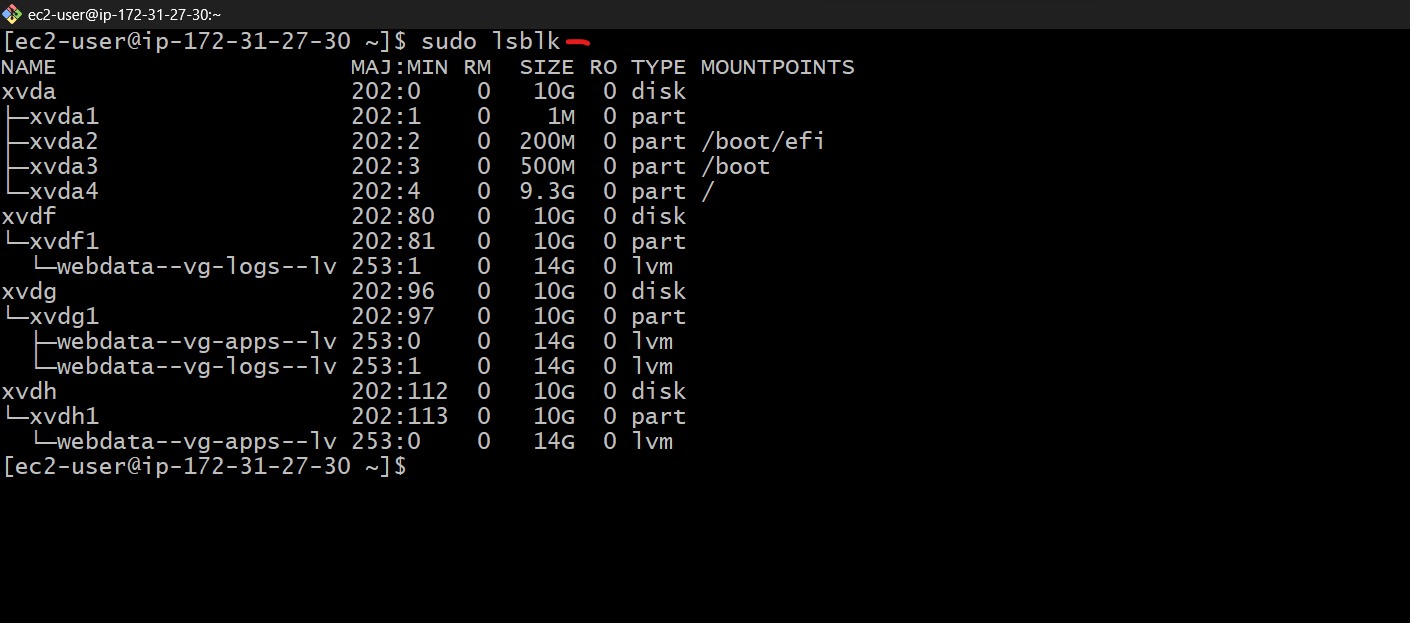 ec2-user@ip-172-31-27-30:~
[ec2-user@ip-172-31-27-30 ~]$ sudo lsblk
NAME                     MAJ:MIN RM   SIZE RO TYPE MOUNTPOINTS
xvda                     202:0    0    10G  0 disk
├─xvda1                  202:1    0     1M  0 part
├─xvda2                  202:2    0   200M  0 part /boot/efi
├─xvda3                  202:3    0   500M  0 part /boot
└─xvda4                  202:4    0   9.3G  0 part /
xvdf                     202:80   0    10G  0 disk
└─xvdf1                  202:81   0    10G  0 part
  └─webdata--vg-logs--lv 253:1    0    14G  0 lvm
xvdg                     202:96   0    10G  0 disk
└─xvdg1                  202:97   0    10G  0 part
  ├─webdata--vg-apps--lv 253:0    0    14G  0 lvm
  └─webdata--vg-logs--lv 253:1    0    14G  0 lvm
xvdh                     202:112  0    10G  0 disk
└─xvdh1                  202:113  0    10G  0 part
  └─webdata--vg-apps--lv 253:0    0    14G  0 lvm
[ec2-user@ip-172-31-27-30 ~]$